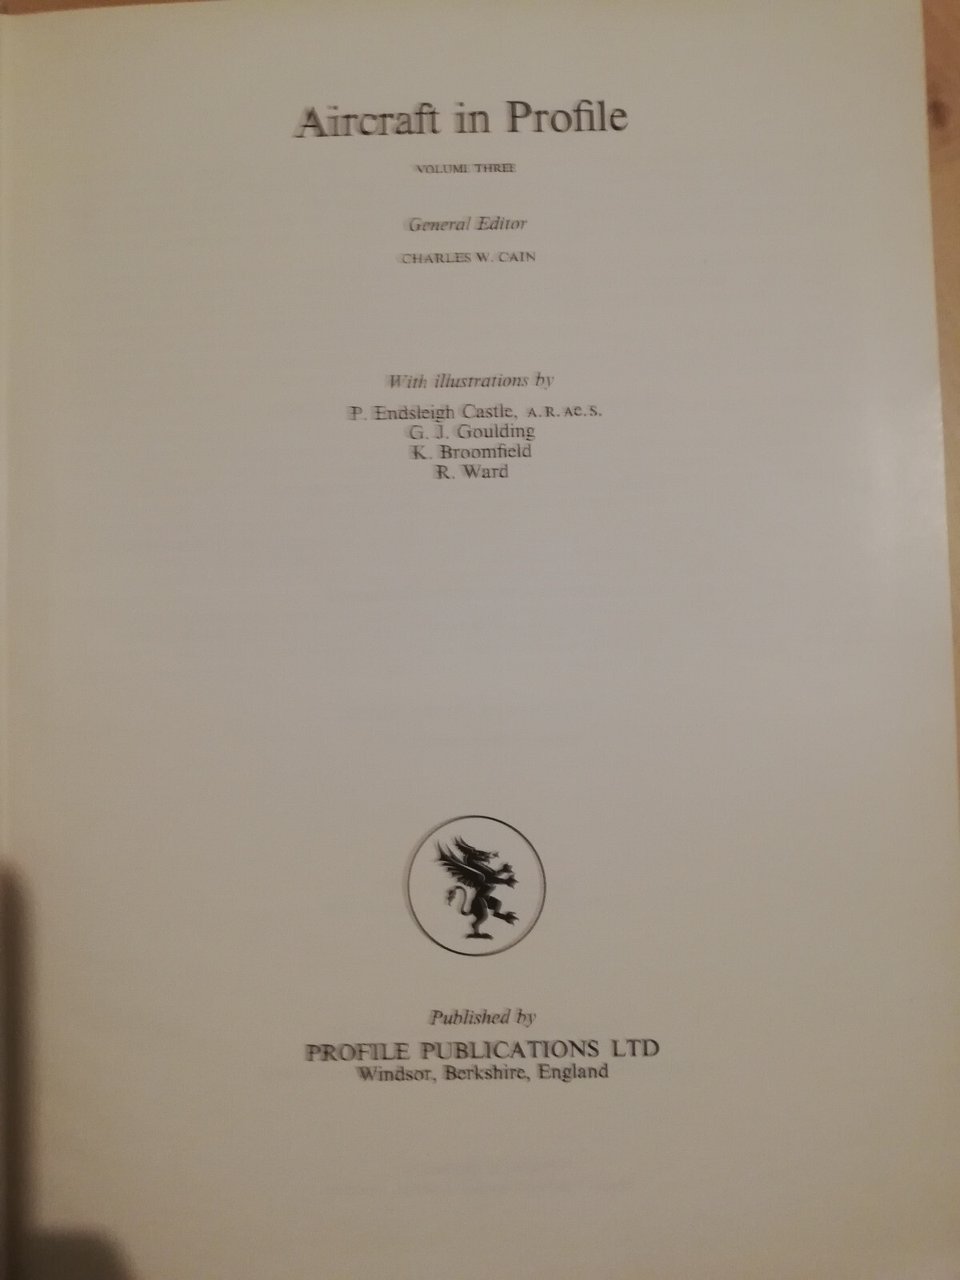 Aircraft in Profile
VOLUME THREE
General Editor
CHARLES W. CAIN
With illustrations by
P. Endsleigh Castle, A.R.Ae.S.
G. J. Goulding
K. Broomfield
R. Ward
Published by
PROFILE PUBLICATIONS LTD
Windsor, Berkshire, England